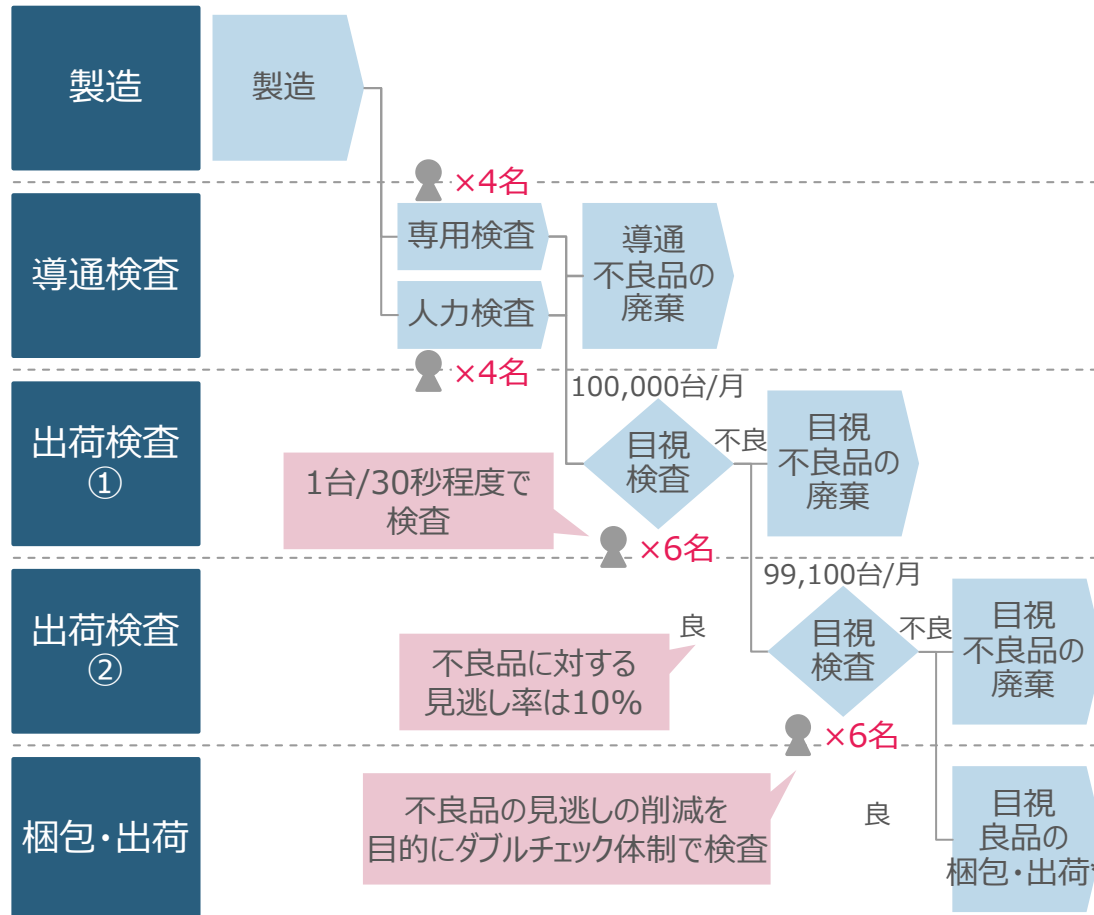 製造
製造
×4名
導通検査
専用検査
人力検査
導通
不良品の
廃棄
×4名
100,000台/月
出荷検査
①
目視
検査
不良
目視
不良品の
廃棄
1台/30秒程度で
検査
×6名
99,100台/月
出荷検査
②
良
目視
検査
不良
目視
不良品の
廃棄
不良品に対する
見逃し率は10%
×6名
梱包・出荷
不良品の見逃しの削減を
目的にダブルチェック体制で検査
良
目視
良品の
梱包・出荷